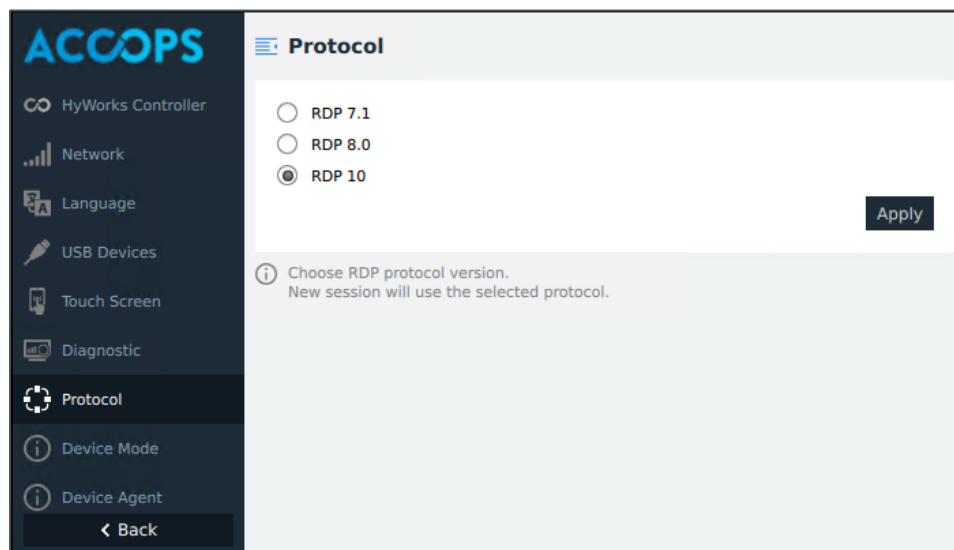 ACCOPS
HyWorks Controller
Network
Language
USB Devices
Touch Screen
Diagnostic
Protocol
Device Mode
Device Agent
Back
Protocol
RDP 7.1
RDP 8.0
RDP 10
Apply
Choose RDP protocol version.
New session will use the selected protocol.